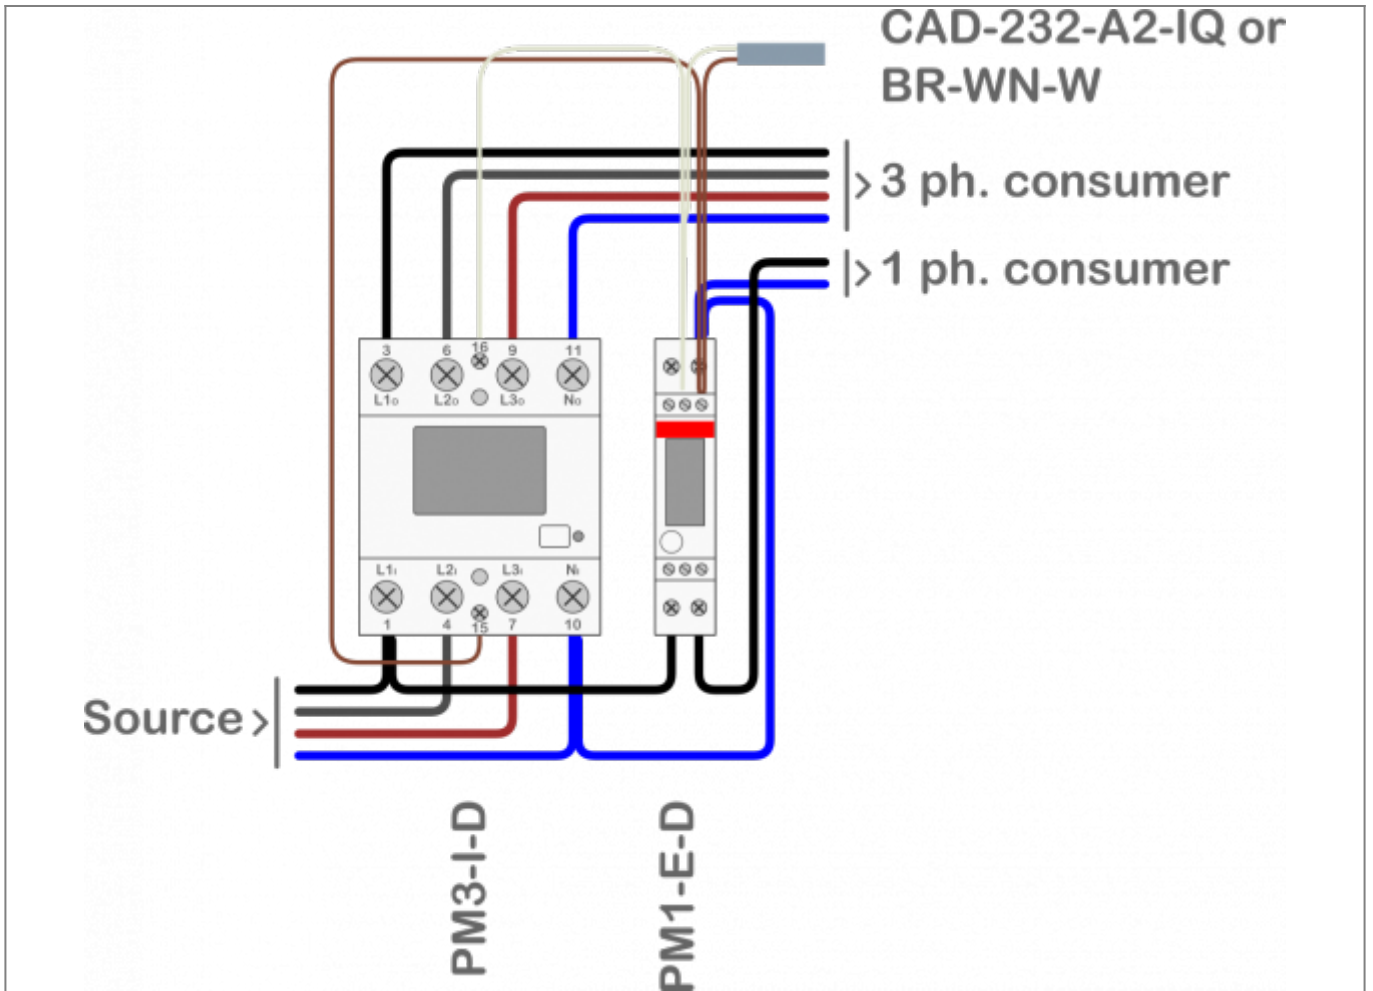 CAD-232-A2-IQ or
BR-WN-W
3 ph. consumer
1 ph. consumer
3 6 16 9 11
L1o L2o L3o No
L1i L2i L3i Ni
1 4 15 7 10
Source
PM3-I-D
PM1-E-D